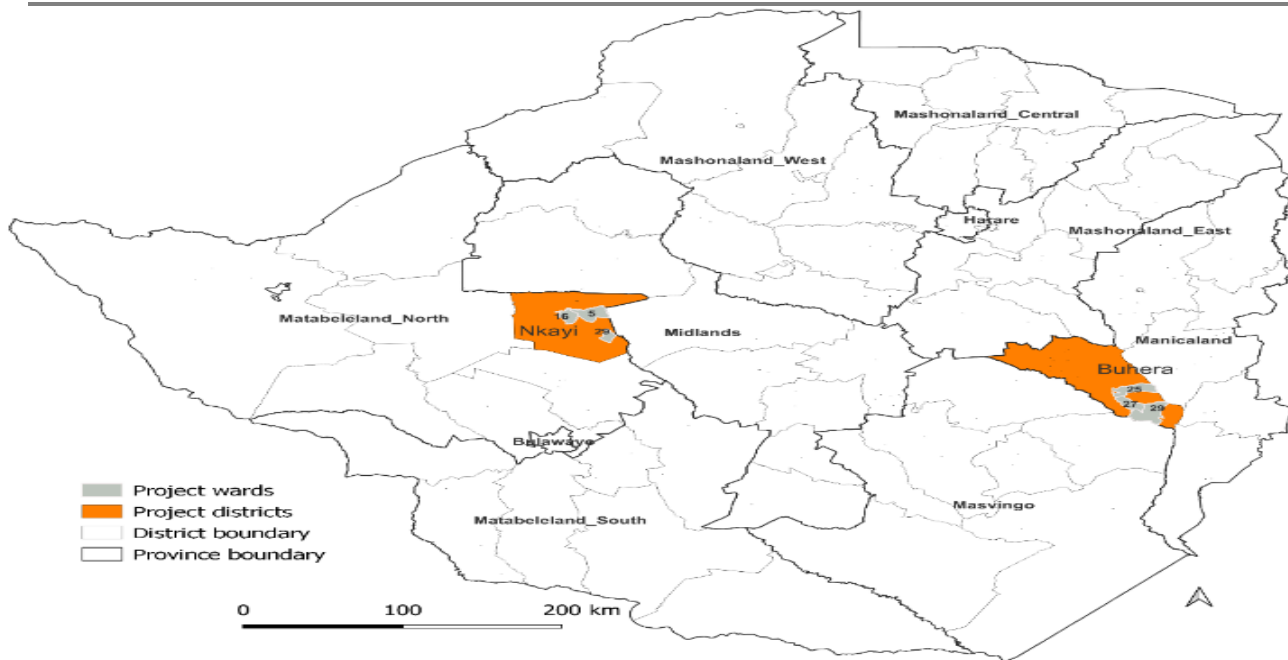 Mashonaland_Central
Mashonaland_West
Harare
Mashonaland_East
Matabeleland_North
16
5
Nkayi
29
Midlands
Manicaland
Buhera
25
27
29
Bulawayo
Masvingo
Matabeleland_South
Project wards
Project districts
District boundary
Province boundary
0
100
200 km